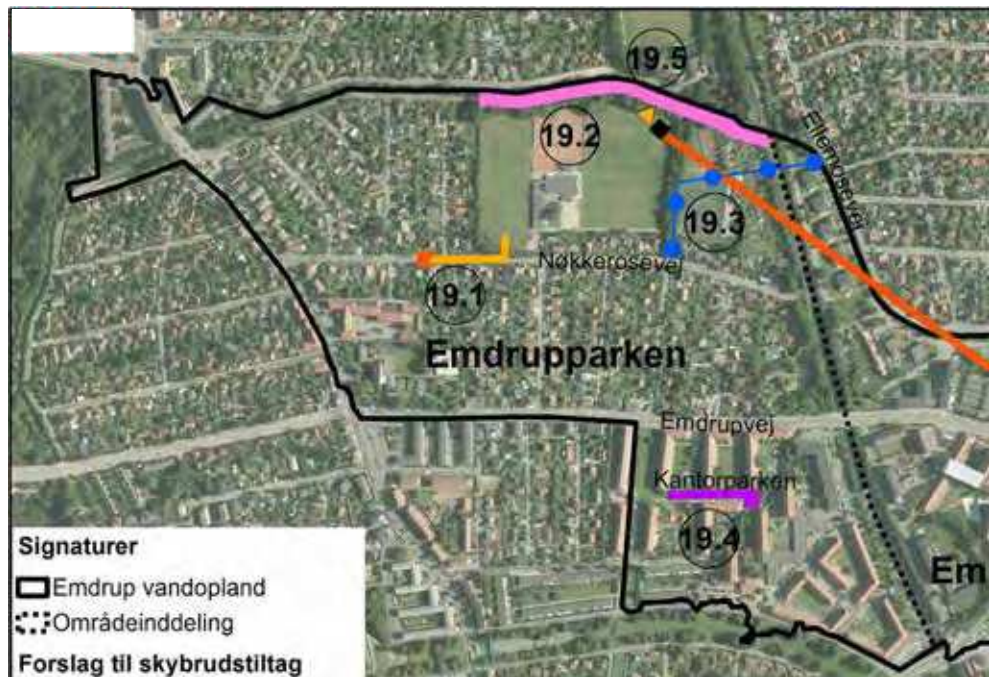 19.5
19.2
Ellemosevej
19.3
Nøkkerosevej
19.1
Emdrupparken
Emdrupvej
Kantorparken
19.4
Em
Signaturer
Emdrup vandopland
Områdeinddeling
Forslag til skybrudstiltag